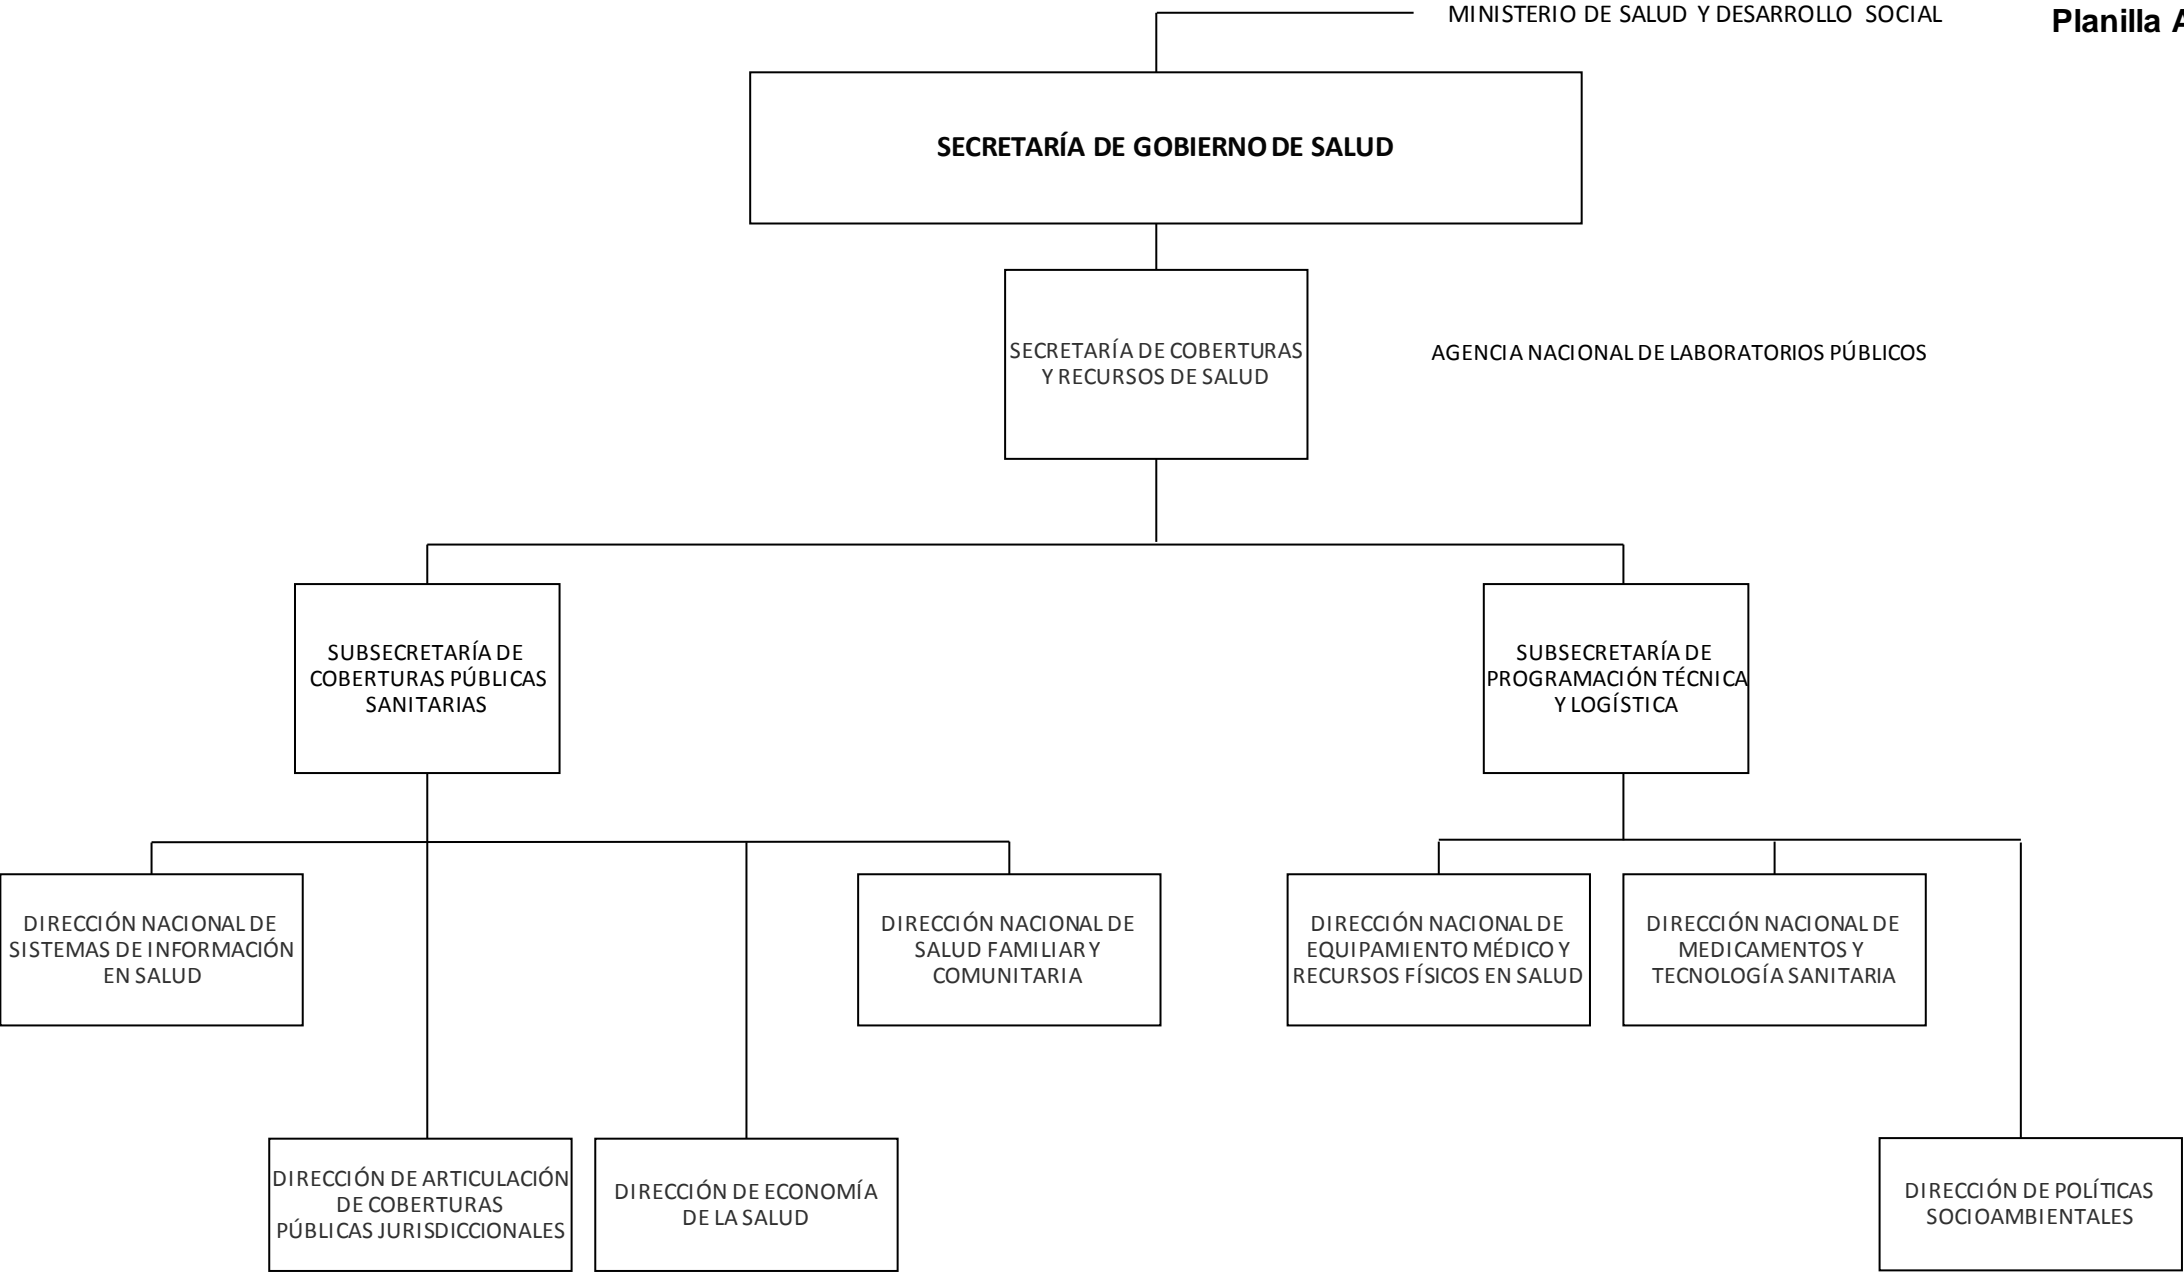 MINISTERIO DE SALUD Y DESARROLLO SOCIAL
Planilla A
SECRETARÍA DE GOBIERNO DE SALUD
SECRETARÍA DE COBERTURAS
Y RECURSOS DE SALUD
AGENCIA NACIONAL DE LABORATORIOS PÚBLICOS
SUBSECRETARÍA DE
COBERTURAS PÚBLICAS
SANITARIAS
SUBSECRETARÍA DE
PROGRAMACIÓN TÉCNICA
Y LOGÍSTICA
DIRECCIÓN NACIONAL DE
SISTEMAS DE INFORMACIÓN
EN SALUD
DIRECCIÓN NACIONAL DE
SALUD FAMILIAR Y
COMUNITARIA
DIRECCIÓN NACIONAL DE
EQUIPAMIENTO MÉDICO Y
RECURSOS FÍSICOS EN SALUD
DIRECCIÓN NACIONAL DE
MEDICAMENTOS Y
TECNOLOGÍA SANITARIA
DIRECCIÓN DE ARTICULACIÓN
DE COBERTURAS
PÚBLICAS JURISDICCIONALES
DIRECCIÓN DE ECONOMÍA
DE LA SALUD
DIRECCIÓN DE POLÍTICAS
SOCIOAMBIENTALES